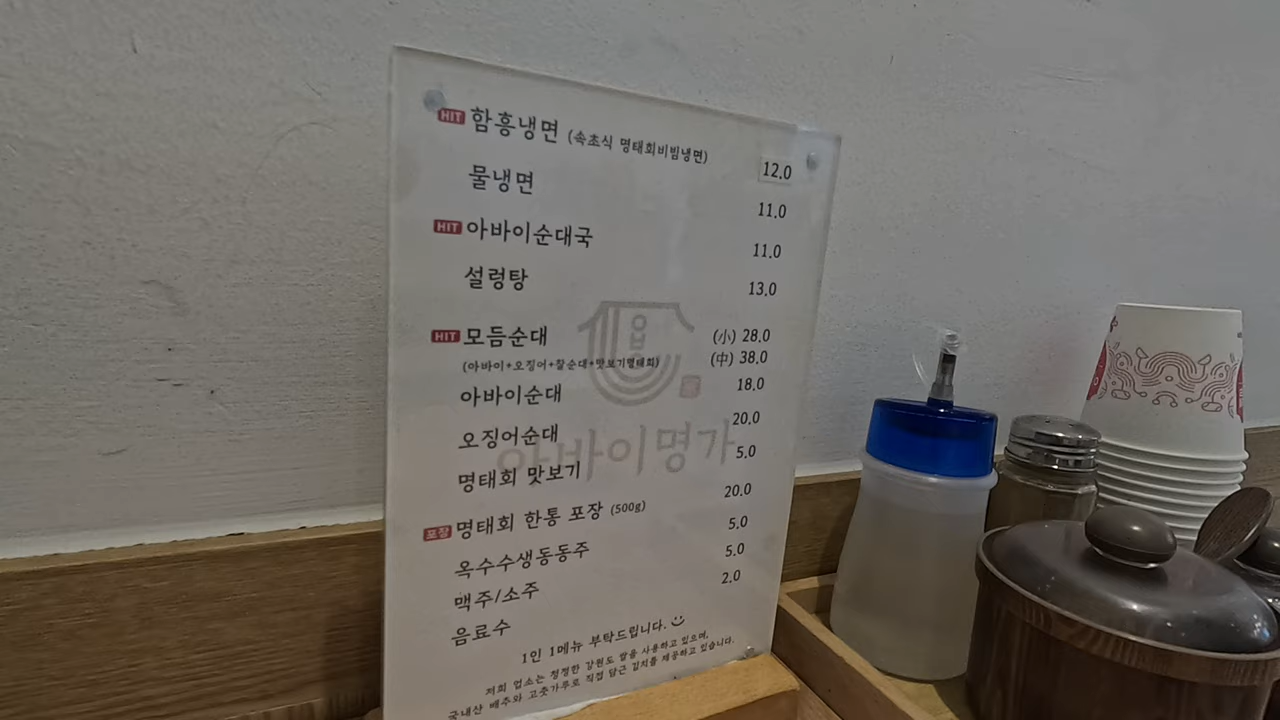 HIT 함흥냉면 (속초식 명태회비빔냉면) 12.0
물냉면 11.0
HIT 아바이순대국 11.0
설렁탕 13.0
HIT 모듬순대 (小) 28.0
(아바이+오징어+찰순대+맛보기명태회) (中) 38.0
아바이순대 18.0
오징어순대 20.0
명태회 맛보기 5.0
포장 명태회 한통 포장 (500g) 20.0
옥수수생동동주 5.0
맥주/소주 5.0
음료수 2.0
아바이명가
1인 1메뉴 부탁드립니다.
저희 업소는 청정한 강원도 쌀을 사용하고 있으며,
국내산 배추와 고춧가루로 직접 담근 김치를 제공하고 있습니다.